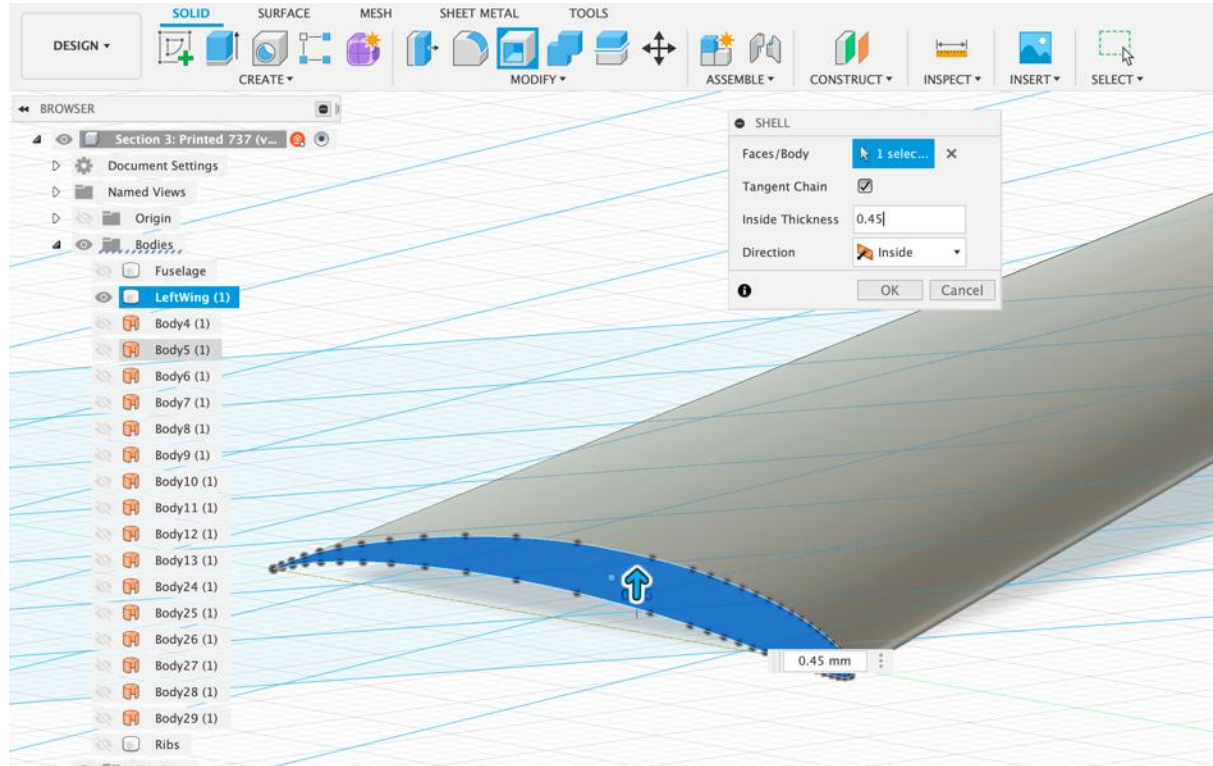 SOLID SURFACE MESH SHEET METAL TOOLS
DESIGN
CREATE MODIFY ASSEMBLE CONSTRUCT INSPECT INSERT SELECT
BROWSER
Section 3: Printed 737 (v...
Document Settings
Named Views
Origin
Bodies
Fuselage
LeftWing (1)
Body4 (1)
Body5 (1)
Body6 (1)
Body7 (1)
Body8 (1)
Body9 (1)
Body10 (1)
Body11 (1)
Body12 (1)
Body13 (1)
Body24 (1)
Body25 (1)
Body26 (1)
Body27 (1)
Body28 (1)
Body29 (1)
Ribs
SHELL
Faces/Body 1 selec...
Tangent Chain
Inside Thickness 0.45
Direction Inside
OK Cancel
0.45 mm